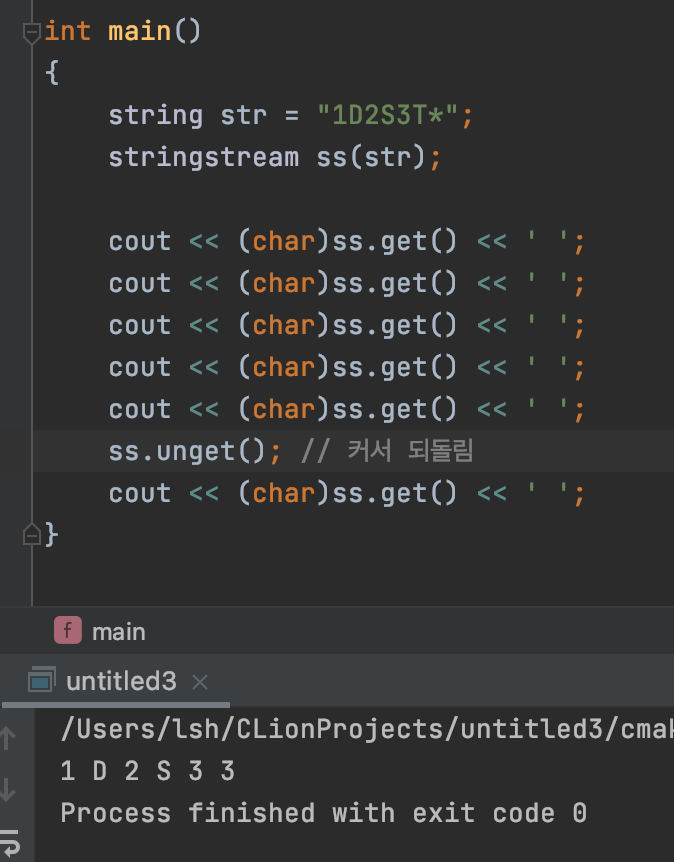 int main()
{
    string str = "1D2S3T*";
    stringstream ss(str);
    cout << (char)ss.get() << ' ';
    cout << (char)ss.get() << ' ';
    cout << (char)ss.get() << ' ';
    cout << (char)ss.get() << ' ';
    cout << (char)ss.get() << ' ';
    ss.unget(); // 커서 되돌림
    cout << (char)ss.get() << ' ';
}
f main
untitled3
/Users/lsh/CLionProjects/untitled3/cmak
1 D 2 S 3 3
Process finished with exit code 0